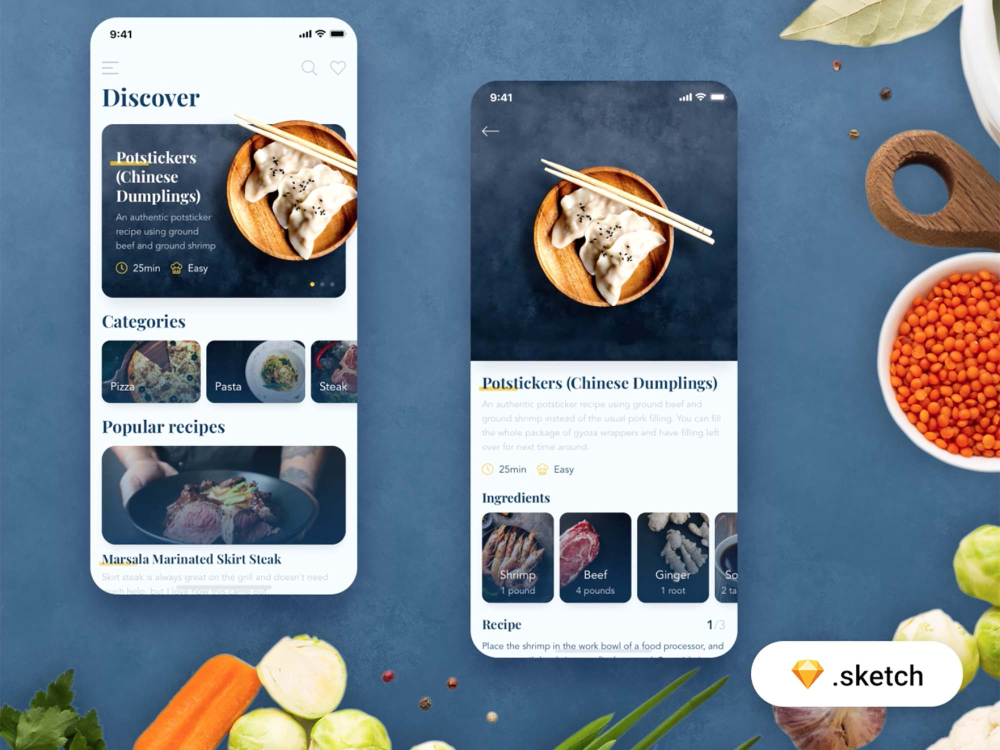 9:41
Discover
Potstickers
(Chinese
Dumplings)
An authentic potsticker
recipe using ground
beef and ground shrimp
25min Easy
Categories
Pizza Pasta Steak
Popular recipes
Marsala Marinated Skirt Steak
Skirt steak is always great on the grill and doesn't need
much help, but I love how this came out...
9:41
Potstickers (Chinese Dumplings)
An authentic potsticker recipe using ground beef and
ground shrimp instead of the usual pork filling. You can fill
the whole package of gyoza wrappers and have filling left
over for next time around.
25min Easy
Ingredients
Shrimp Beef Ginger So
1 pound 4 pounds 1 root 2 ta
Recipe 1/3
Place the shrimp in the work bowl of a food processor, and
.sketch